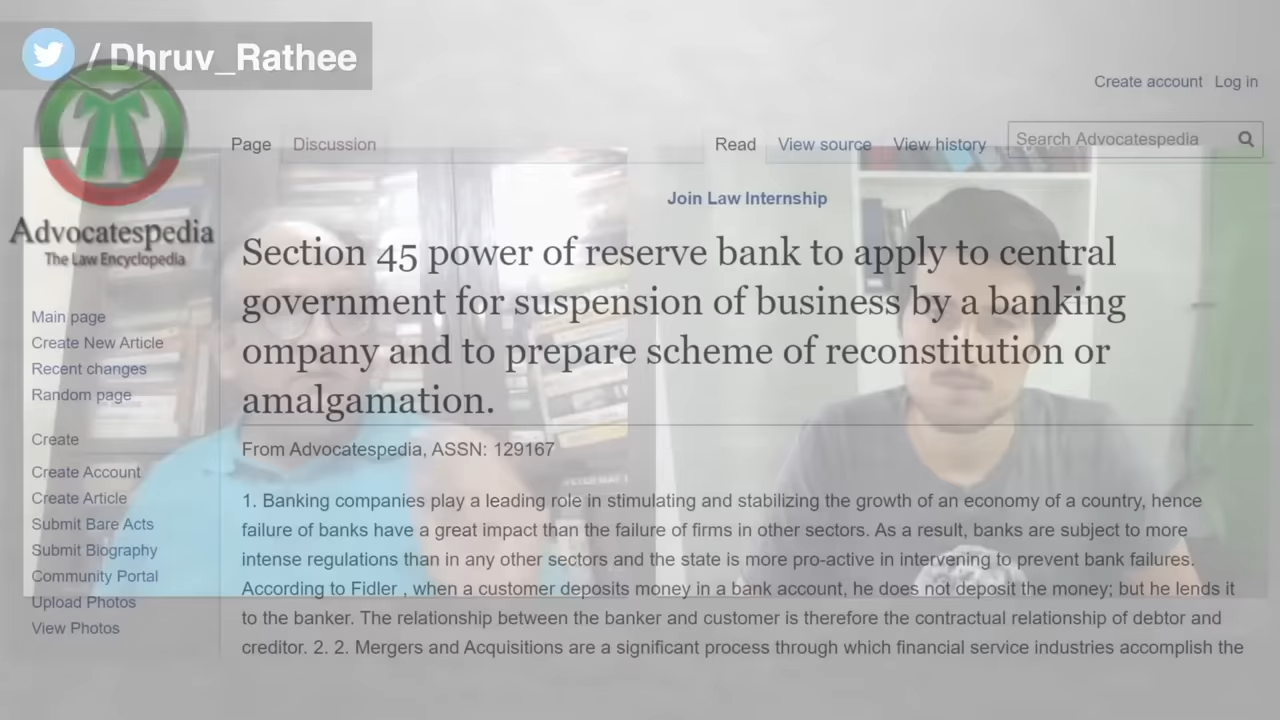 / Dhruv_Rathee
Create account Log in
Page Discussion Read View source View history Search Advocatespedia
Join Law Internship
Advocatespedia
The Law Encyclopedia
Section 45 power of reserve bank to apply to central
government for suspension of business by a banking
ompany and to prepare scheme of reconstitution or
amalgamation.
From Advocatespedia, ASSN: 129167
Main page
Create New Article
Recent changes
Random page
Create
Create Account
Create Article
Submit Bare Acts
Submit Biography
Community Portal
Upload Photos
View Photos
1. Banking companies play a leading role in stimulating and stabilizing the growth of an economy of a country, hence
failure of banks have a great impact than the failure of firms in other sectors. As a result, banks are subject to more
intense regulations than in any other sectors and the state is more pro-active in intervening to prevent bank failures.
According to Fidler , when a customer deposits money in a bank account, he does not deposit the money; but he lends it
to the banker. The relationship between the banker and customer is therefore the contractual relationship of debtor and
creditor. 2. 2. Mergers and Acquisitions are a significant process through which financial service industries accomplish the